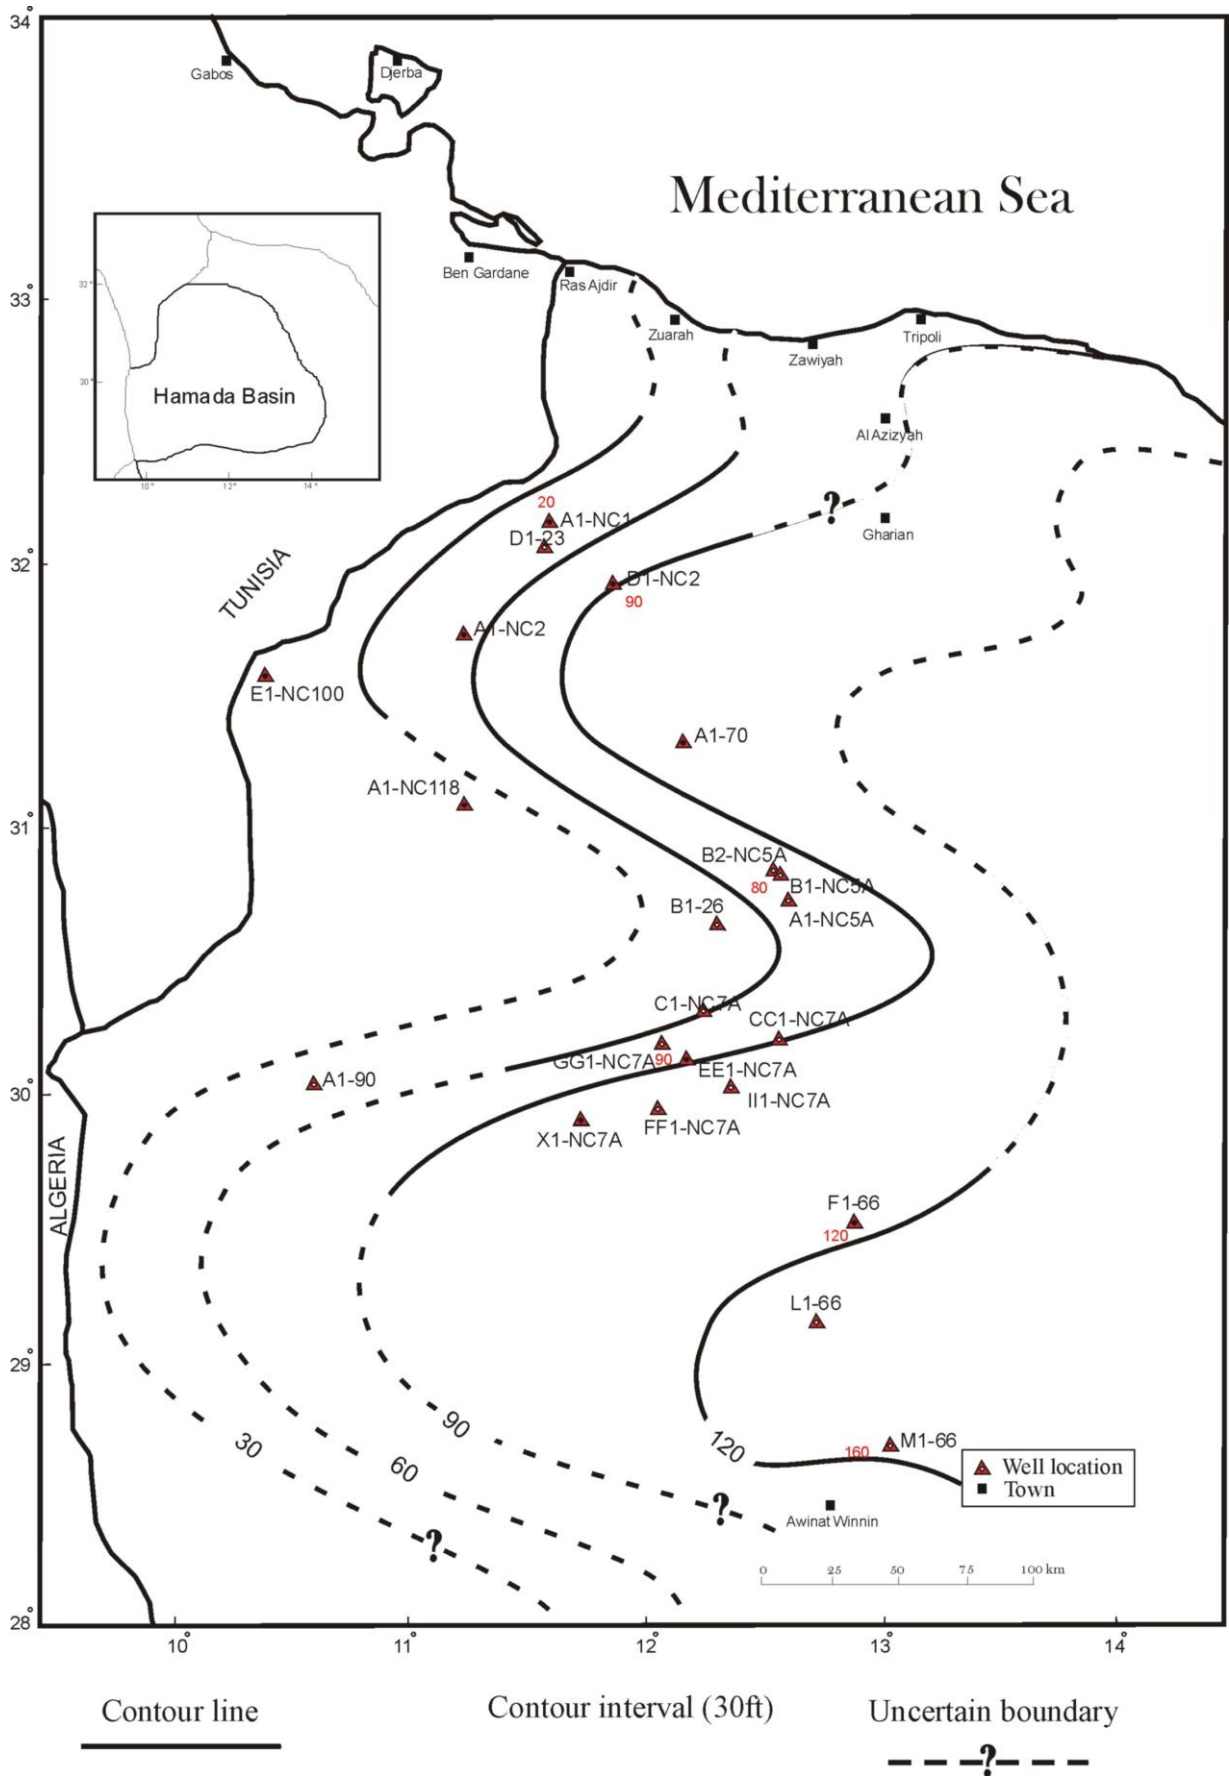 34°
Gabos
Djerba
Mediterranean Sea
Ben Gardane
Ras Ajdir
33°
Zuarah
Zawiyah
Tripoli
32°
30°
Hamada Basin
10°
12°
14°
Al Azizyah
20
A1-NC1
D1-23
Gharian
32°
TUNISIA
D1-NC2
90
A1-NC2
E1-NC100
A1-70
A1-NC118
31°
B2-NC5A
80
B1-NC5A
B1-26
A1-NC5A
C1-NC7A
CC1-NC7A
GG1-NC7A
90
EE1-NC7A
30°
A1-90
II1-NC7A
X1-NC7A
FF1-NC7A
ALGERIA
F1-66
120
L1-66
29°
90
30
60
120
160
M1-66
Well location
Town
?
?
?
Awinat Winnin
0
25
50
75
100 km
28°
10°
11°
12°
13°
14°
Contour line
Contour interval (30ft)
Uncertain boundary
?